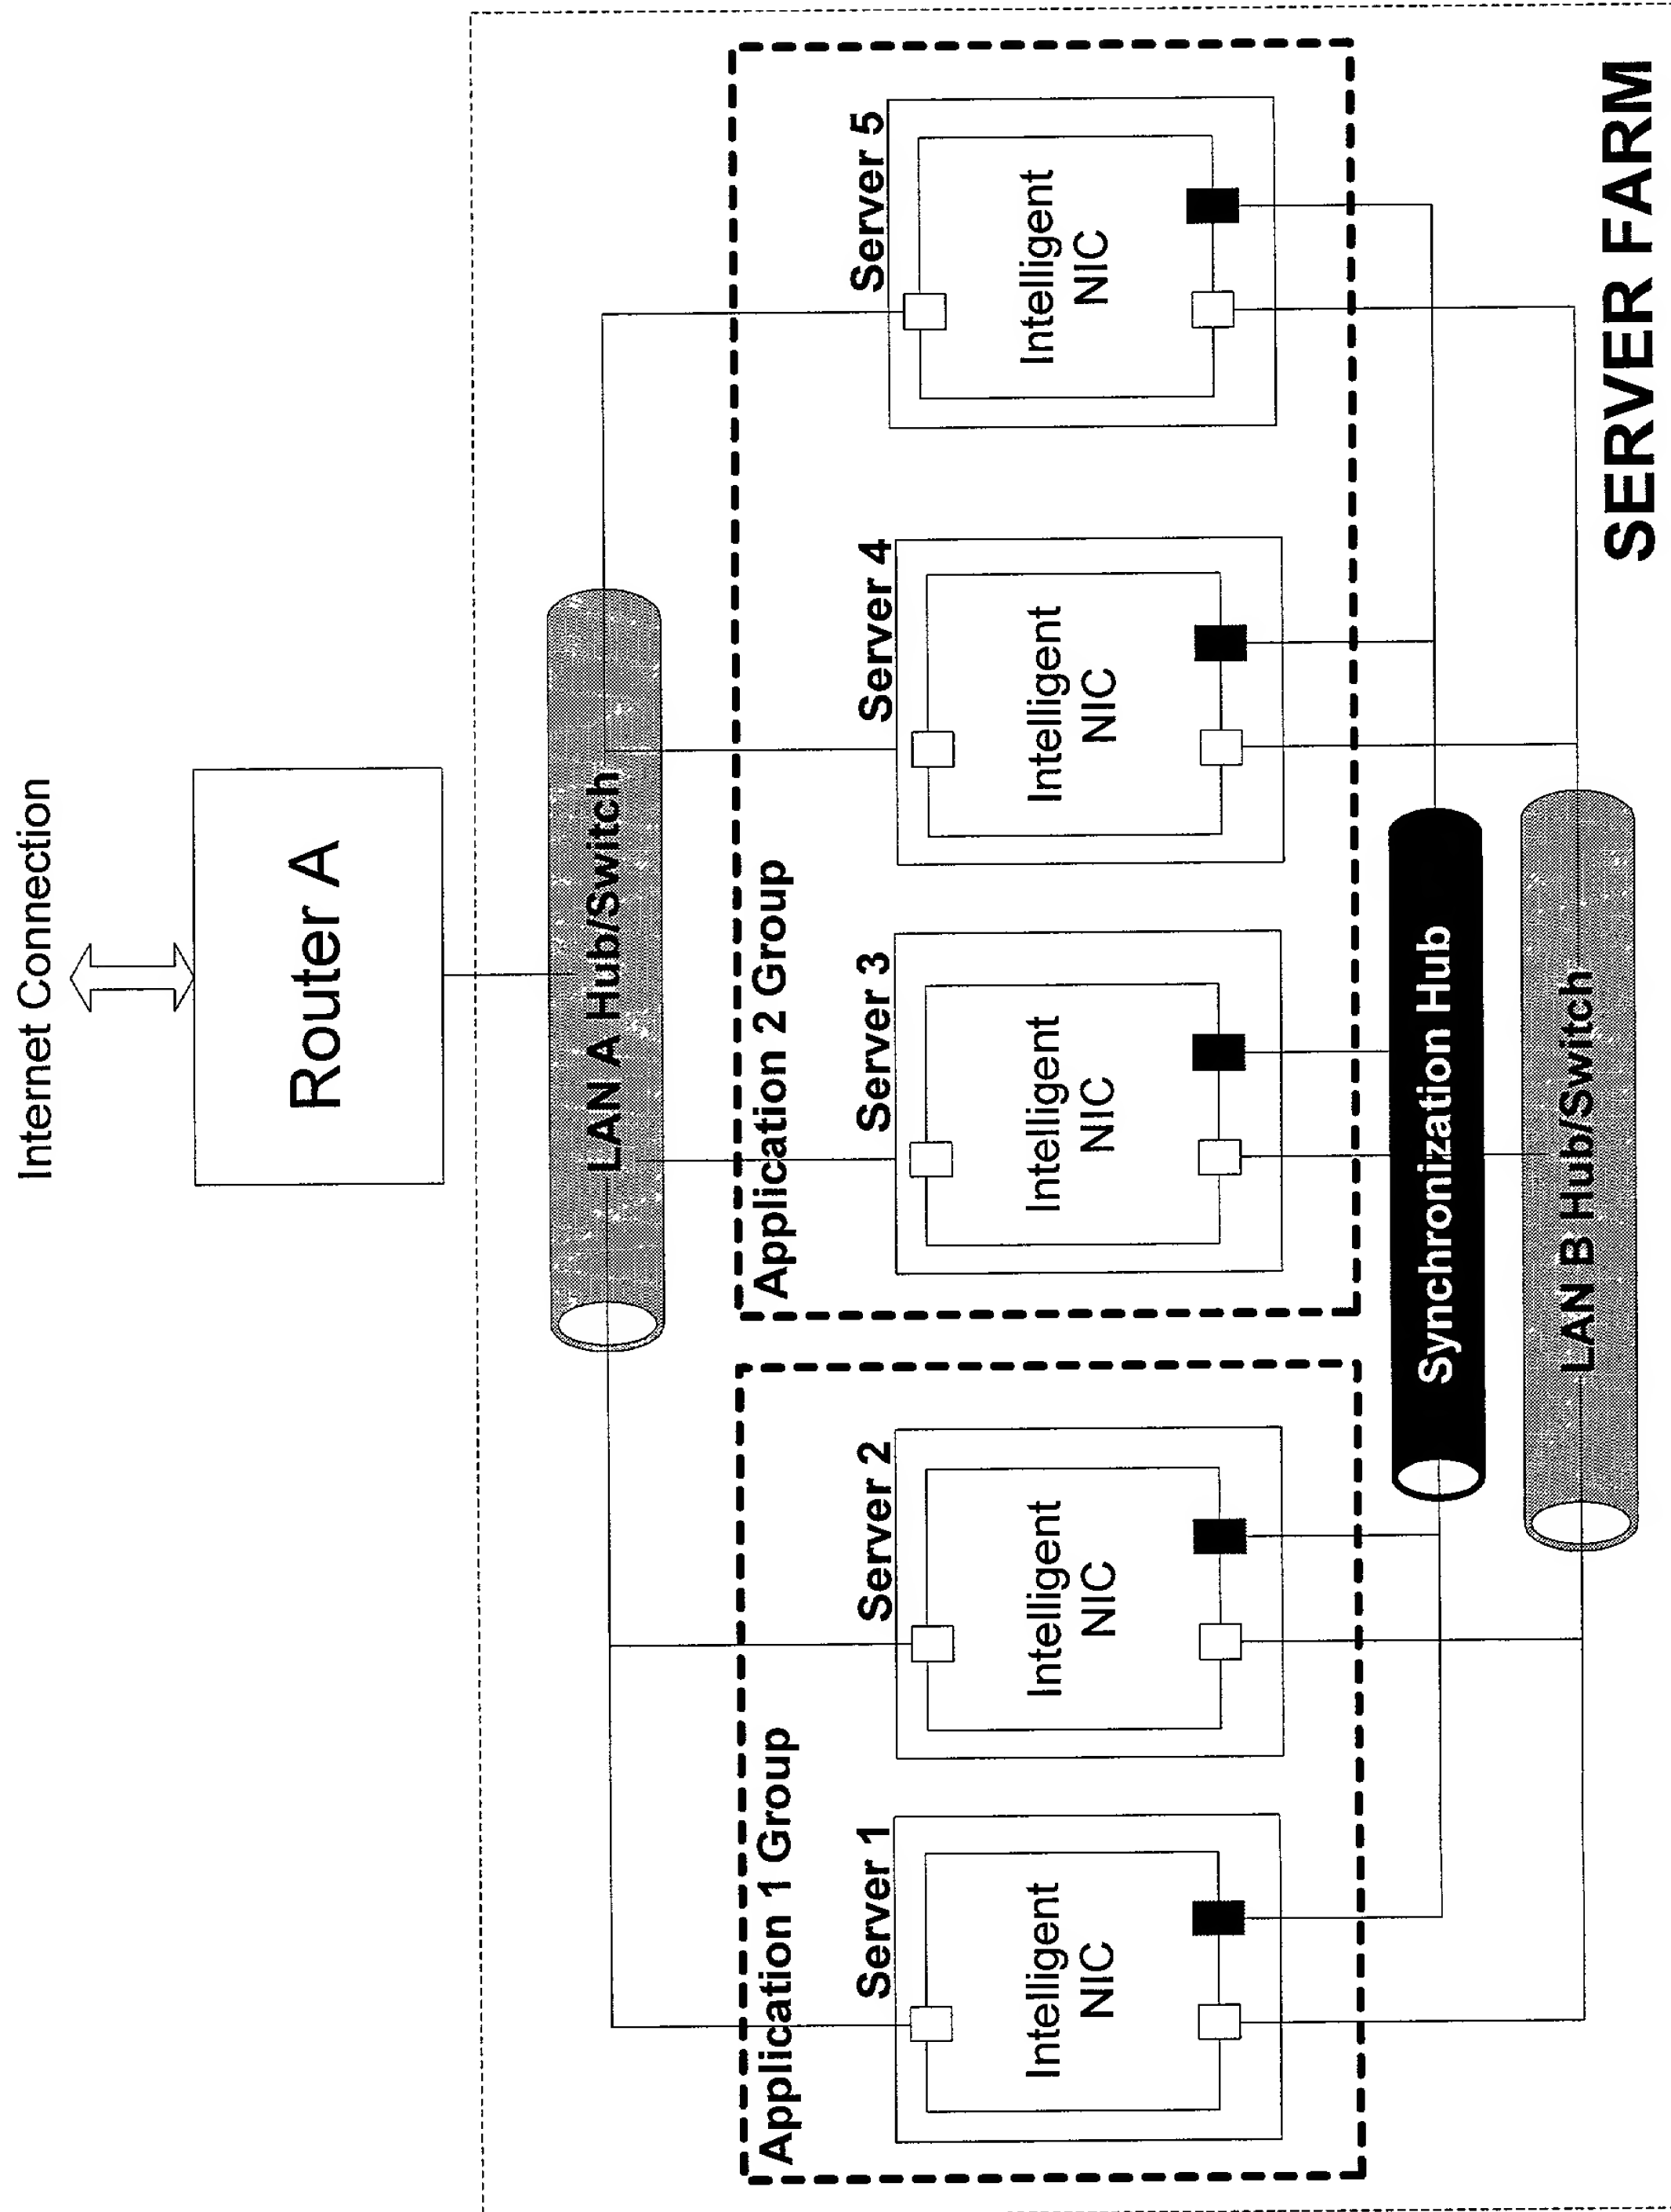 Internet Connection
Router A
LAN A Hub/Switch
Application 1 Group
Application 2 Group
Server 1
Server 2
Server 3
Server 4
Server 5
Intelligent
NIC
Intelligent
NIC
Intelligent
NIC
Intelligent
NIC
Intelligent
NIC
Synchronization Hub
LAN B Hub/Switch
SERVER FARM